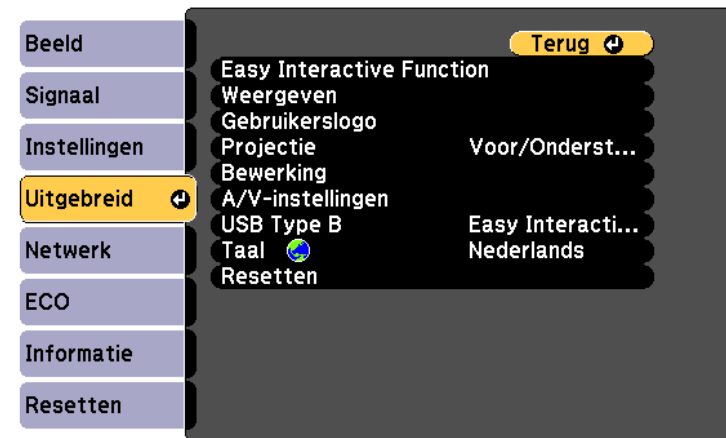 Beeld
Signaal
Instellingen
Uitgebreid
Netwerk
ECO
Informatie
Resetten
Terug
Easy Interactive Function
Weergeven
Gebruikerslogo
Projectie Voor/Onderst...
Bewerking
A/V-instellingen
USB Type B Easy Interacti...
Taal Nederlands
Resetten